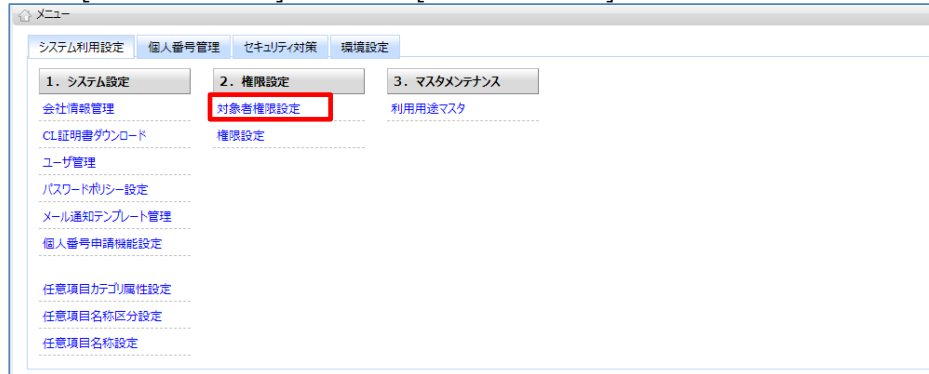 メニュー
システム利用設定 個人番号管理 セキュリティ対策 環境設定
1. システム設定 2. 権限設定 3. マスタメンテナンス
会社情報管理 対象者権限設定 利用用途マスタ
CL証明書ダウンロード 権限設定
ユーザ管理
パスワードポリシー設定
メール通知テンプレート管理
個人番号申請機能設定
任意項目カテゴリ属性設定
任意項目名称区分設定
任意項目名称設定